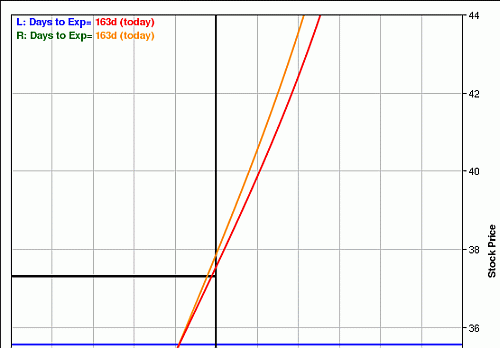 L: Days to Exp= 163d (today)
R: Days to Exp= 163d (today)
44
42
40
38
36
Stock Price